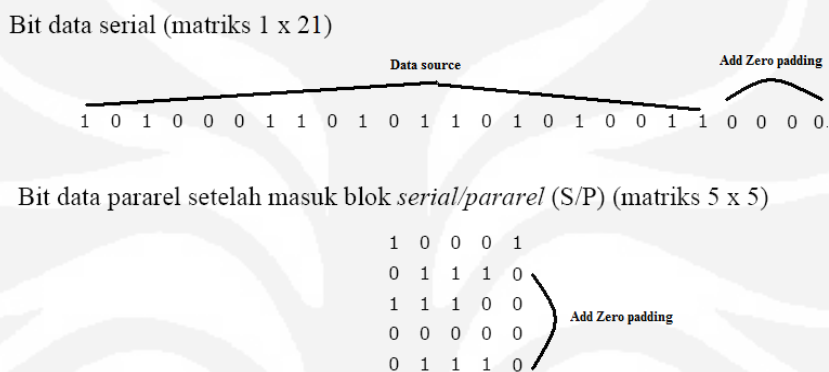 Bit data serial (matriks 1 x 21)
Data source
Add Zero padding
1 0 1 0 0 0 1 1 0 1 0 1 1 0 1 0 1 0 0 1 1 0 0 0 0.
Bit data pararel setelah masuk blok serial/pararel (S/P) (matriks 5 x 5)
1 0 0 0 1
0 1 1 1 0
1 1 1 0 0
0 0 0 0 0
Add Zero padding
0 1 1 1 0